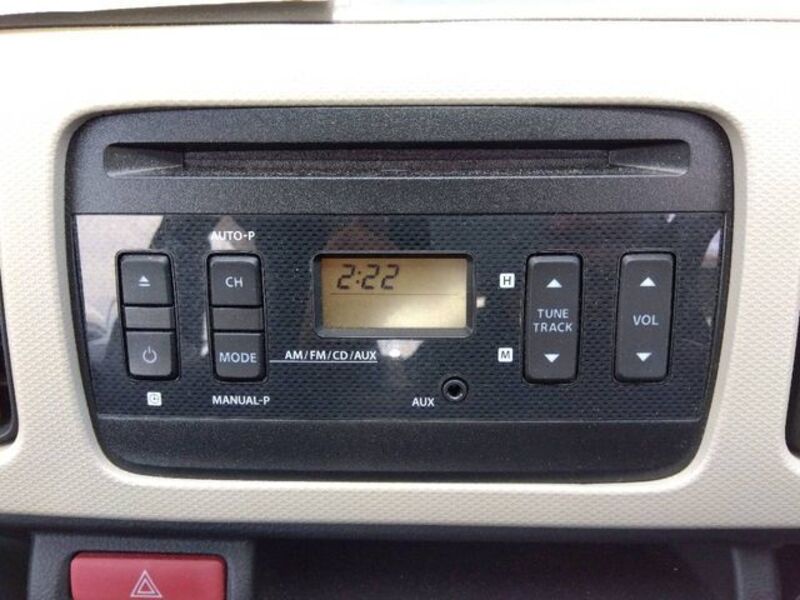 AUTO-P
CH
2:22
H
TUNE
TRACK
VOL
MODE
AM/FM/CD/AUX
M
MANUAL-P
AUX